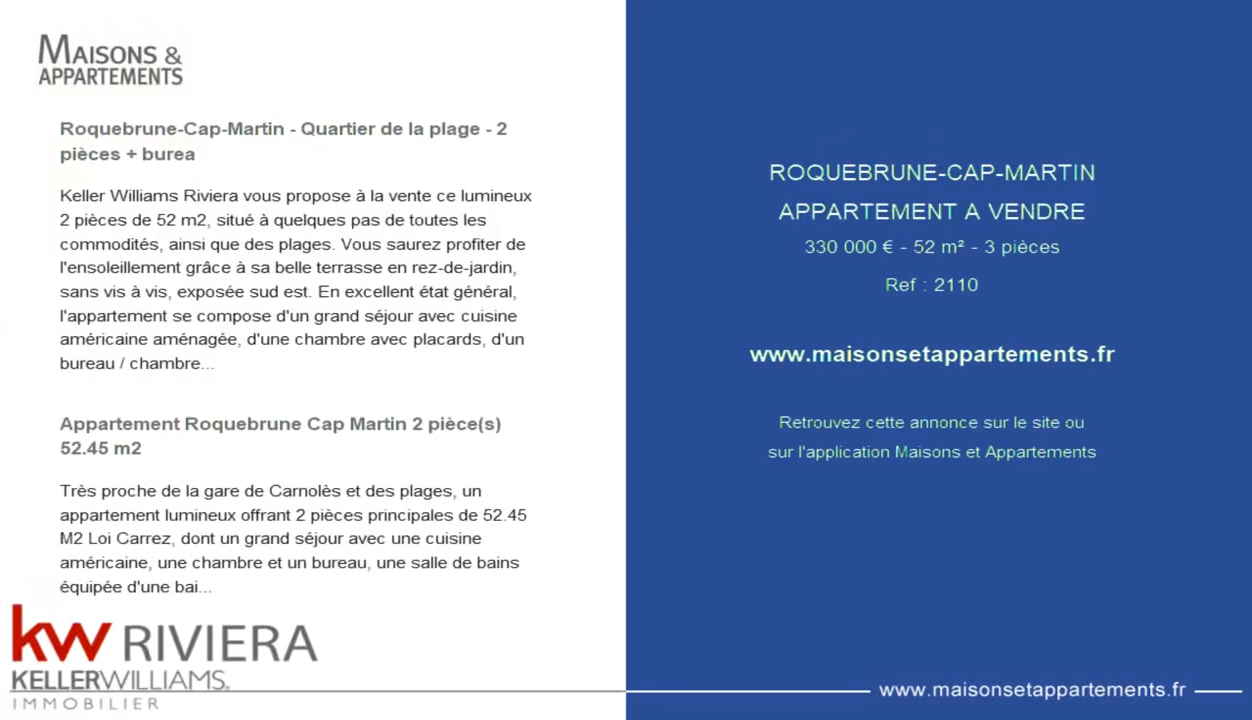 MAISONS &
APPARTEMENTS
Roquebrune-Cap-Martin - Quartier de la plage - 2
pièces + burea
Keller Williams Riviera vous propose à la vente ce lumineux
2 pièces de 52 m2, situé à quelques pas de toutes les
commodités, ainsi que des plages. Vous saurez profiter de
l'ensoleillement grâce à sa belle terrasse en rez-de-jardin,
sans vis à vis, exposée sud est. En excellent état général,
l'appartement se compose d'un grand séjour avec cuisine
américaine aménagée, d'une chambre avec placards, d'un
bureau / chambre...
Appartement Roquebrune Cap Martin 2 pièce(s)
52.45 m2
Très proche de la gare de Carnolès et des plages, un
appartement lumineux offrant 2 pièces principales de 52.45
M2 Loi Carrez, dont un grand séjour avec une cuisine
américaine, une chambre et un bureau, une salle de bains
équipée d'une bai...
kw RIVIERA
KELLERWILLIAMS.
IMMOBILIER
ROQUEBRUNE-CAP-MARTIN
APPARTEMENT A VENDRE
330 000 € - 52 m² - 3 pièces
Ref : 2110
www.maisonsetappartements.fr
Retrouvez cette annonce sur le site ou
sur l'application Maisons et Appartements
www.maisonsetappartements.fr